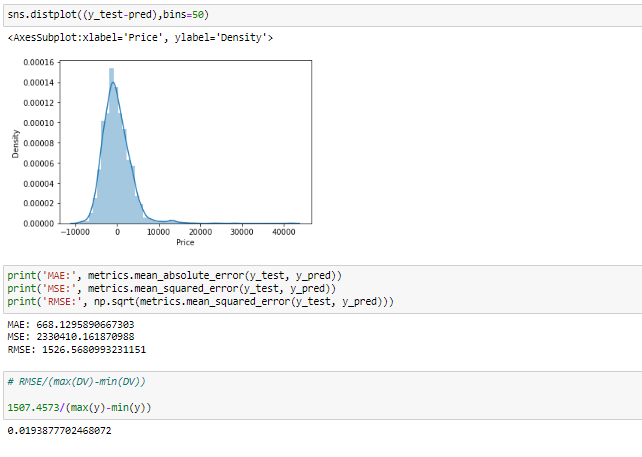 sns.distplot((y_test-pred),bins=50)
<AxesSubplot:xlabel='Price', ylabel='Density'>
0.00016
0.00014
0.00012
0.00010
0.00008
0.00006
0.00004
0.00002
0.00000
Density
−10000 0 10000 20000 30000 40000
Price
print('MAE:', metrics.mean_absolute_error(y_test, y_pred))
print('MSE:', metrics.mean_squared_error(y_test, y_pred))
print('RMSE:', np.sqrt(metrics.mean_squared_error(y_test, y_pred)))
MAE: 668.1295890667303
MSE: 2330410.161870988
RMSE: 1526.5680993231151
# RMSE/(max(DV)-min(DV))
1507.4573/(max(y)-min(y))
0.0193877702468072